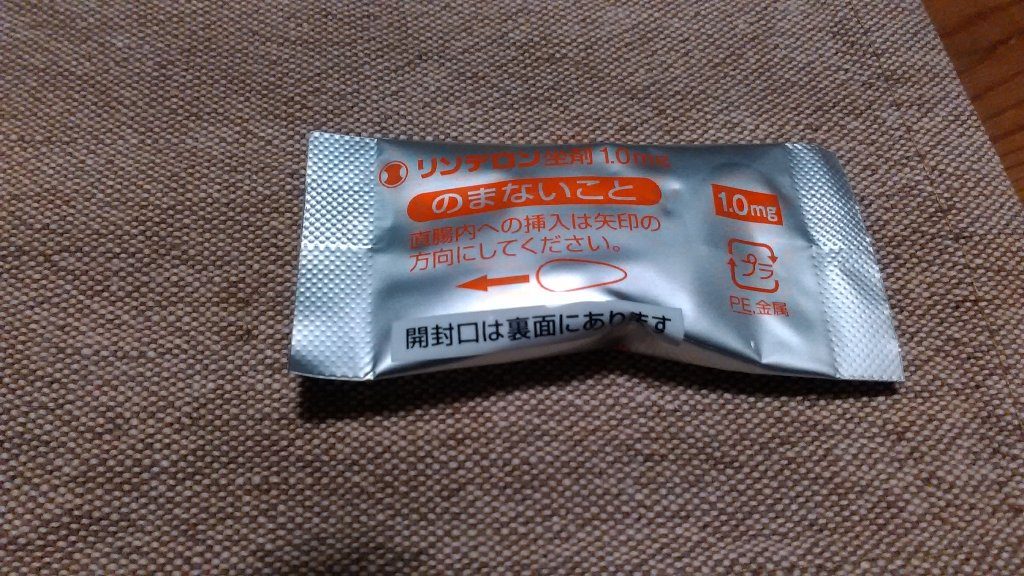 リンデロン坐剤 1.0mg
のまないこと
直腸内への挿入は矢印の
方向にしてください。
開封口は裏面にあります
1.0mg
プラ
PE,金属